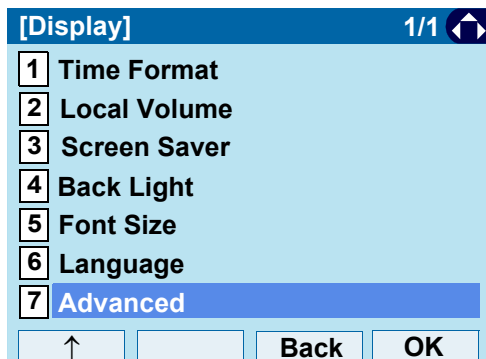 [Display] 1/1
1 Time Format
2 Local Volume
3 Screen Saver
4 Back Light
5 Font Size
6 Language
7 Advanced
↑ Back OK